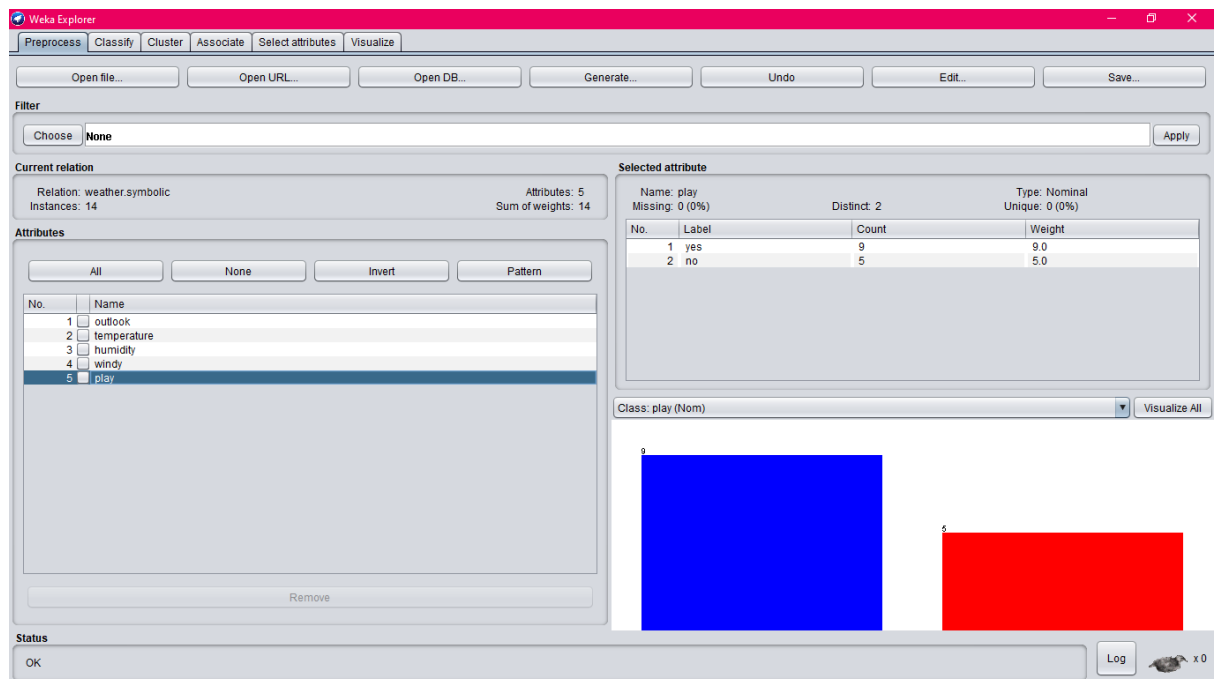 Weka Explorer
Preprocess Classify Cluster Associate Select attributes Visualize
Open file... Open URL... Open DB... Generate... Undo Edit... Save...
Filter
Choose None Apply
Current relation
Relation: weather.symbolic Attributes: 5
Instances: 14 Sum of weights: 14
Attributes
All None Invert Pattern
No. Name
1 outlook
2 temperature
3 humidity
4 windy
5 play
Remove
Selected attribute
Name: play Type: Nominal
Missing: 0 (0%) Distinct: 2 Unique: 0 (0%)
No. Label Count Weight
1 yes 9 9.0
2 no 5 5.0
Class: play (Nom) Visualize All
9
5
Status
OK Log x 0